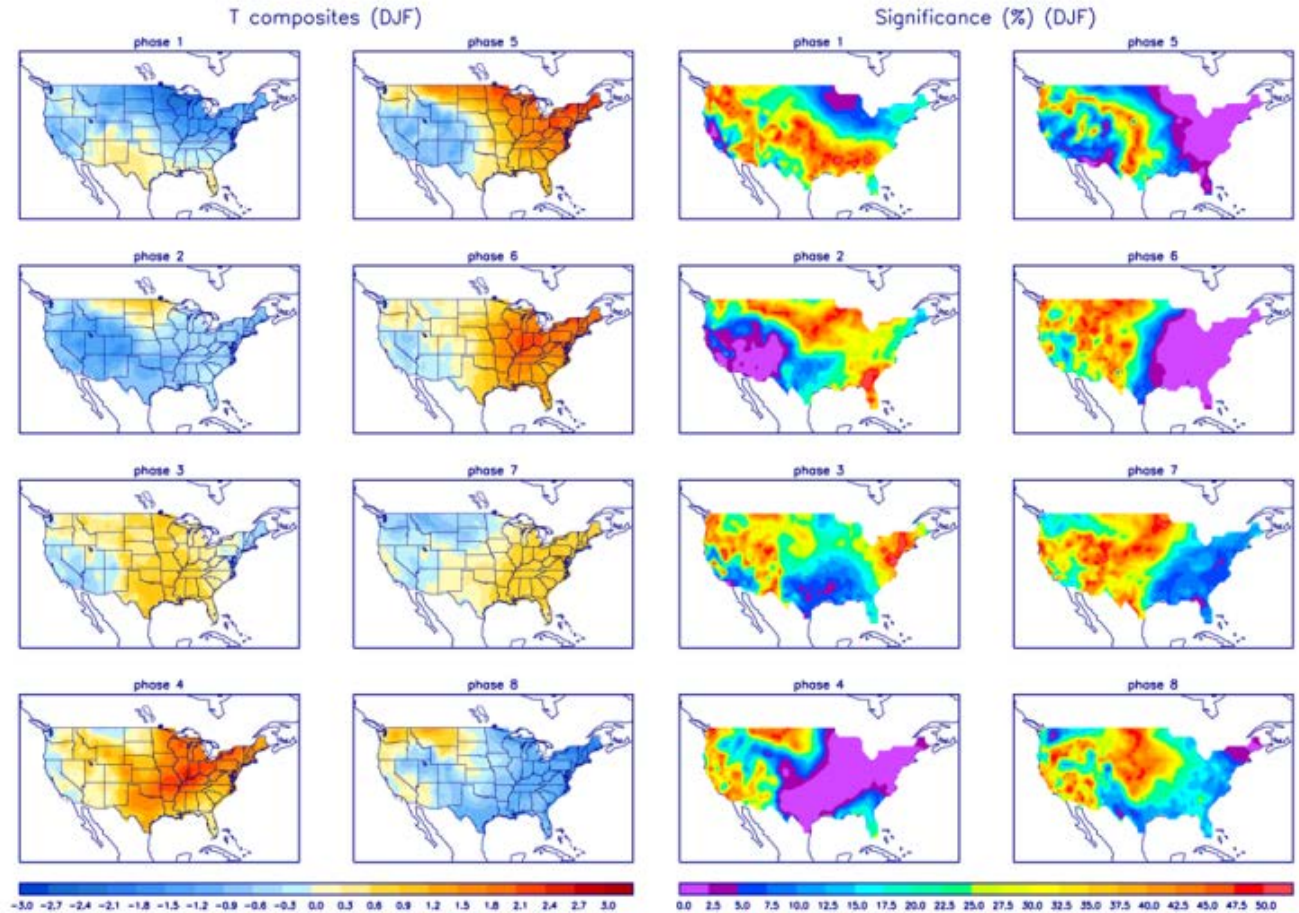 T composites (DJF) Significance (%) (DJF)
phase 1 phase 5 phase 1 phase 5
phase 2 phase 6 phase 2 phase 6
phase 3 phase 7 phase 3 phase 7
phase 4 phase 8 phase 4 phase 8
-3.0 -2.7 -2.4 -2.1 -1.8 -1.5 -1.2 -0.9 -0.6 -0.3 0.0 0.3 0.6 0.9 1.2 1.5 1.8 2.1 2.4 2.7 3.0 0.0 2.5 5.0 7.5 10.0 12.5 15.0 17.5 20.0 22.5 25.0 27.5 30.0 32.5 35.0 37.5 40.0 42.5 45.0 47.5 50.0